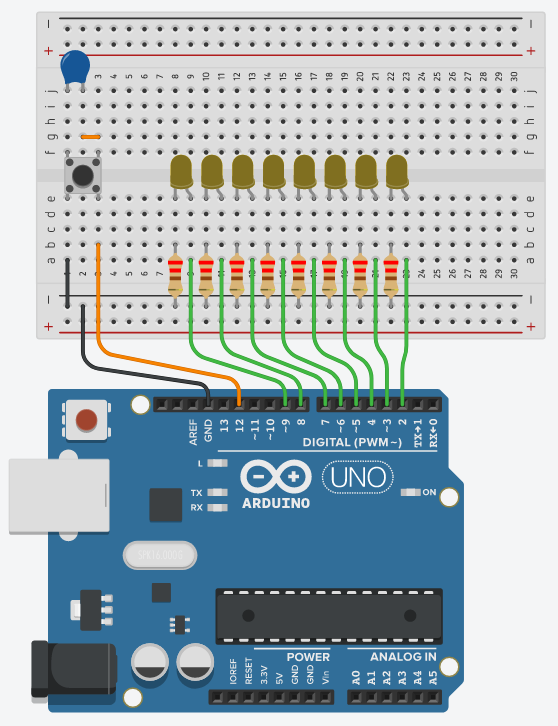 − −
+ +
1 2 3 4 5 6 7 8 9 10 11 12 13 14 15 16 17 18 19 20 21 22 23 24 25 26 27 28 29 30
j j
i i
h h
g g
f f
e e
d d
c c
b b
a a
1 2 3 4 5 6 7 8 9 10 11 12 13 14 15 16 17 18 19 20 21 22 23 24 25 26 27 28 29 30
− −
+ +
AREF GND 13 12 ~11 ~10 ~9 8 7 ~6 ~5 4 ~3 2 TX→1 RX←0
DIGITAL (PWM~)
L
TX
RX
ARDUINO
UNO
ON
POWER
ANALOG IN
IOREF RESET 3.3V 5V GND GND Vin A0 A1 A2 A3 A4 A5